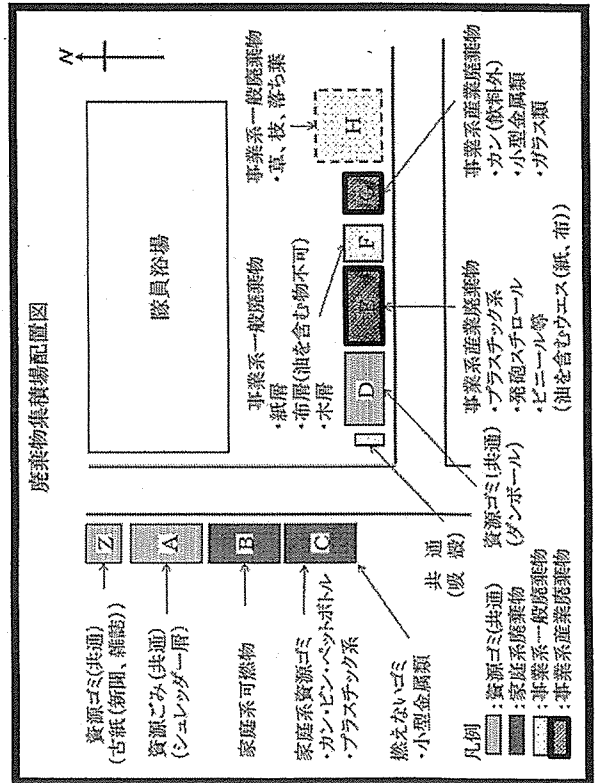 廃棄物集積場配置図
N
隊員浴場
資源ゴミ(共通)
(古紙(新聞、雑誌))
Z
資源ごみ(共通)
(シュレッダー屑)
A
家庭系可燃物
B
家庭系資源ゴミ
・カン・ビン・ペットボトル
・プラスチック系
C
燃えないゴミ
・小型金属類
事業系一般廃棄物
・紙屑
・布屑(油を含む物不可)
・木屑
事業系一般廃棄物
・草、枝、落ち葉
D
E
F
G
H
共通
(吸殻)
資源ゴミ(共通)
(ダンボール)
事業系産業廃棄物
・プラスチック系
・発砲スチロール
・ビニール等
(油を含むウエス(紙、布))
事業系産業廃棄物
・カン(飲料外)
・小型金属類
・ガラス類
凡例
:資源ゴミ(共通)
:家庭系廃棄物
:事業系一般廃棄物
:事業系産業廃棄物